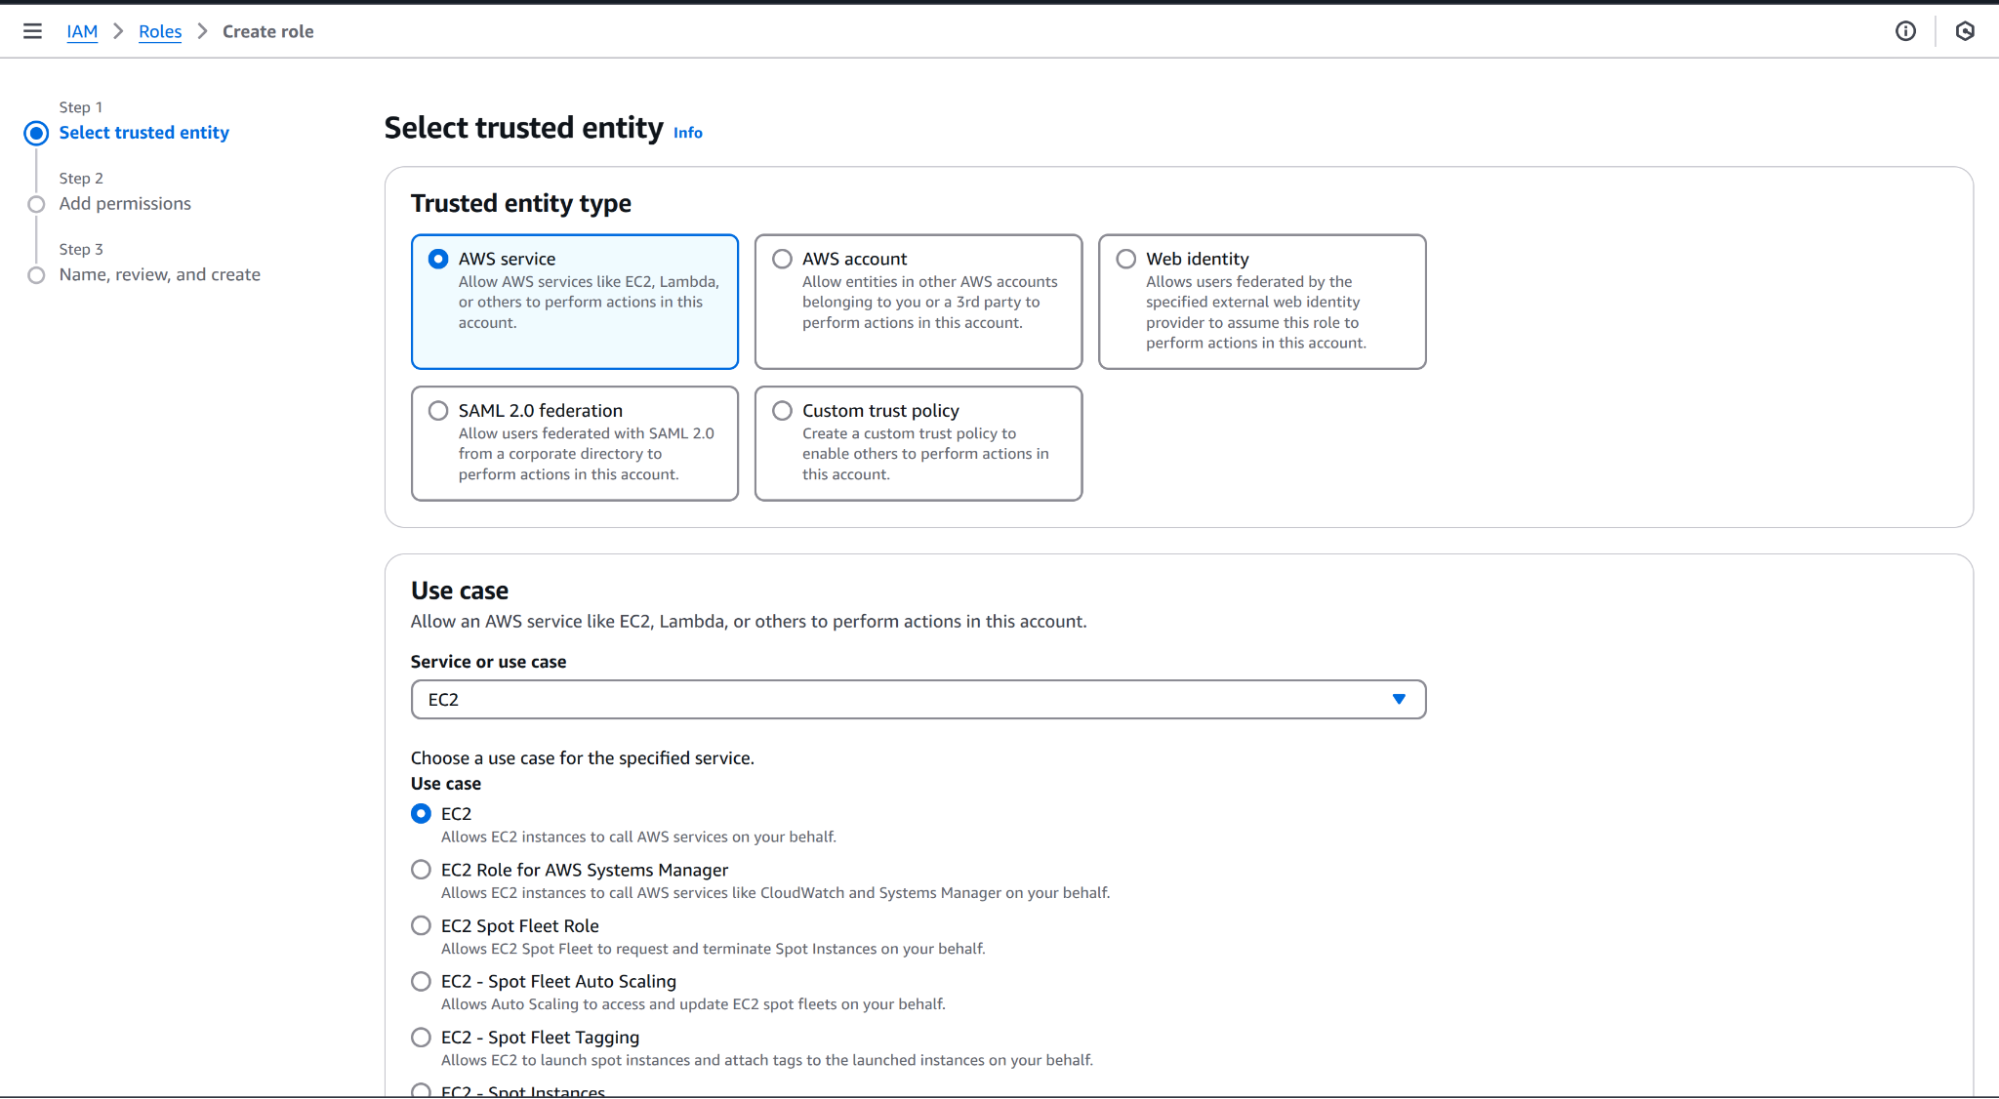 IAM > Roles > Create role
Step 1
Select trusted entity
Step 2
Add permissions
Step 3
Name, review, and create
Select trusted entity Info
Trusted entity type
AWS service
Allow AWS services like EC2, Lambda,
or others to perform actions in this
account.
AWS account
Allow entities in other AWS accounts
belonging to you or a 3rd party to
perform actions in this account.
Web identity
Allows users federated by the
specified external web identity
provider to assume this role to
perform actions in this account.
SAML 2.0 federation
Allow users federated with SAML 2.0
from a corporate directory to
perform actions in this account.
Custom trust policy
Create a custom trust policy to
enable others to perform actions in
this account.
Use case
Allow an AWS service like EC2, Lambda, or others to perform actions in this account.
Service or use case
EC2
Choose a use case for the specified service.
Use case
EC2
Allows EC2 instances to call AWS services on your behalf.
EC2 Role for AWS Systems Manager
Allows EC2 instances to call AWS services like CloudWatch and Systems Manager on your behalf.
EC2 Spot Fleet Role
Allows EC2 Spot Fleet to request and terminate Spot Instances on your behalf.
EC2 - Spot Fleet Auto Scaling
Allows Auto Scaling to access and update EC2 spot fleets on your behalf.
EC2 - Spot Fleet Tagging
Allows EC2 to launch spot instances and attach tags to the launched instances on your behalf.
EC2 - Spot Instances